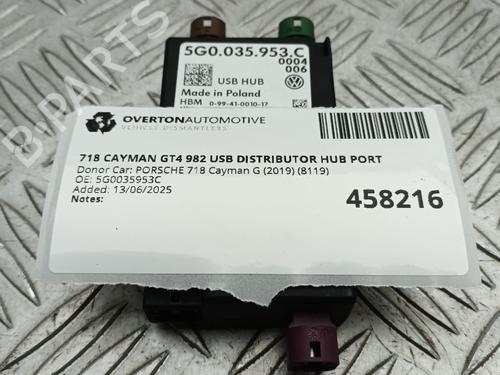 5G0.035.953.C
0004
006
USB HUB
Made in Poland
HBM 0-99-41-0010-17
OVERTONAUTOMOTIVE
VEHICLE DISMANTLERS
718 CAYMAN GT4 982 USB DISTRIBUTOR HUB PORT
Donor Car: PORSCHE 718 Cayman G (2019) (8119)
OE: 5G0035953C
Added: 13/06/2025
Notes:
458216
B-PARTS